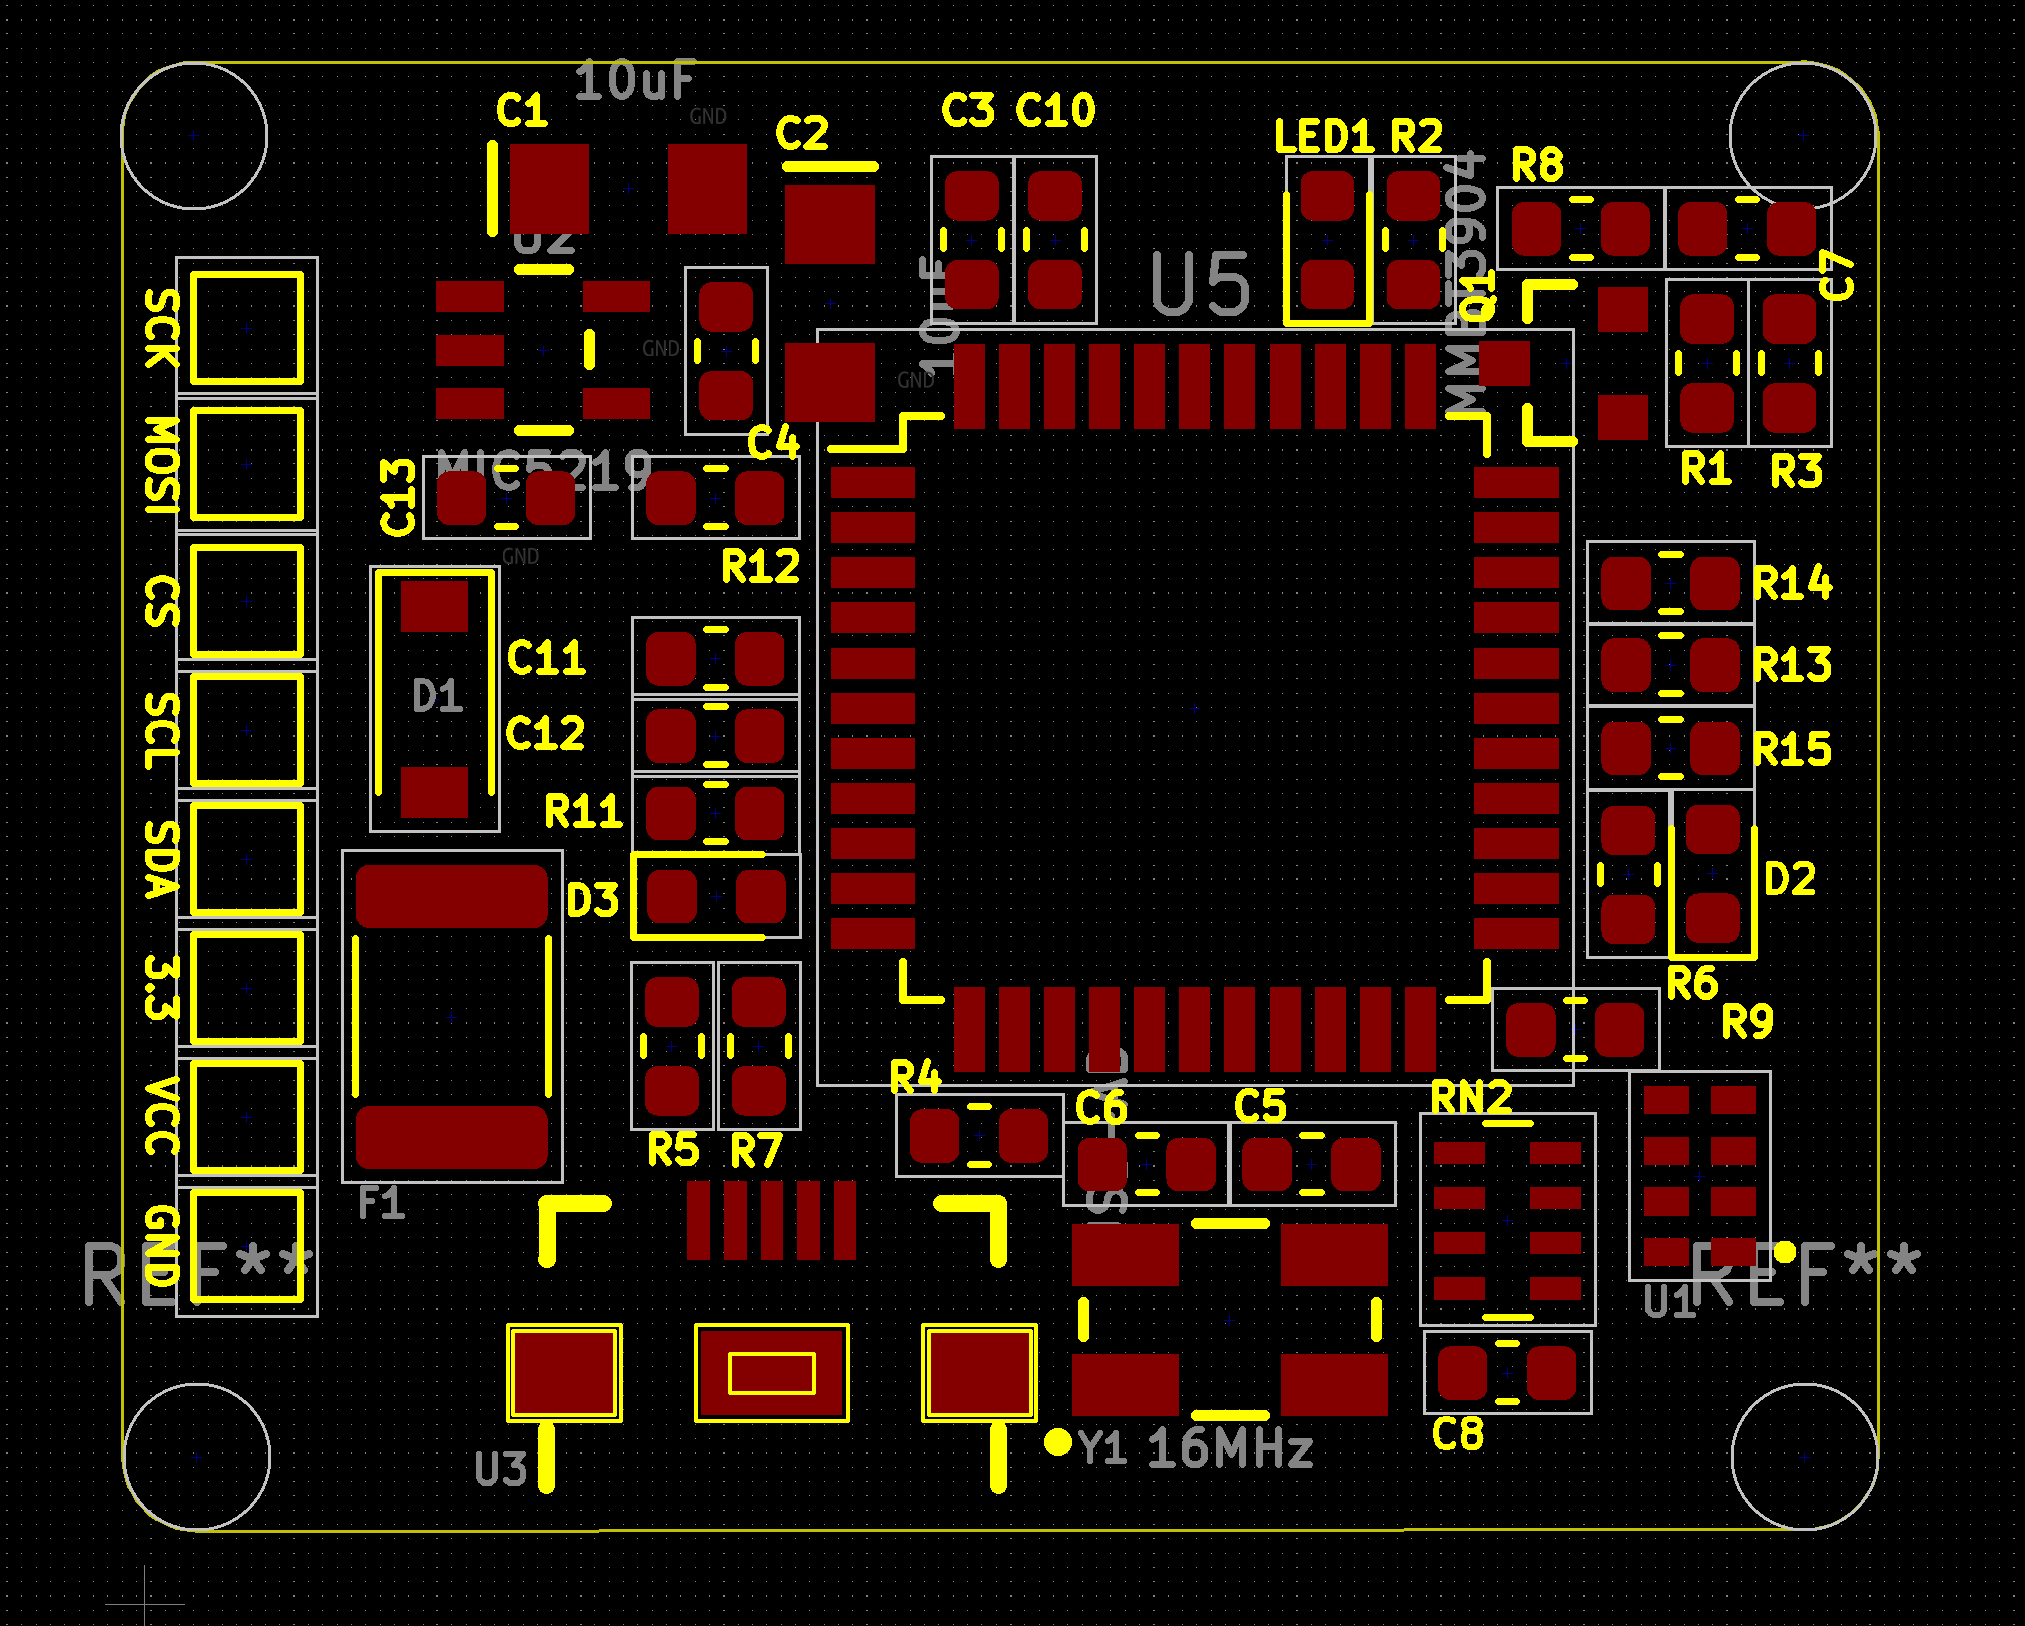 10uF
C1
GND
C2
C3
C10
LED1
R2
R8
U2
U5
MMBT3904
Q1
C7
10uF
GND
GND
SCK
MOSI
CS
SCL
SDA
3.3
VCC
GND
C4
MIC5219
C13
R12
GND
R1
R3
R14
R13
R15
C11
D1
C12
R11
D3
D2
R6
R9
R4
C6
C5
RN2
R5
R7
F1
REF**
REF**
U1
C8
U3
Y1
16MHz